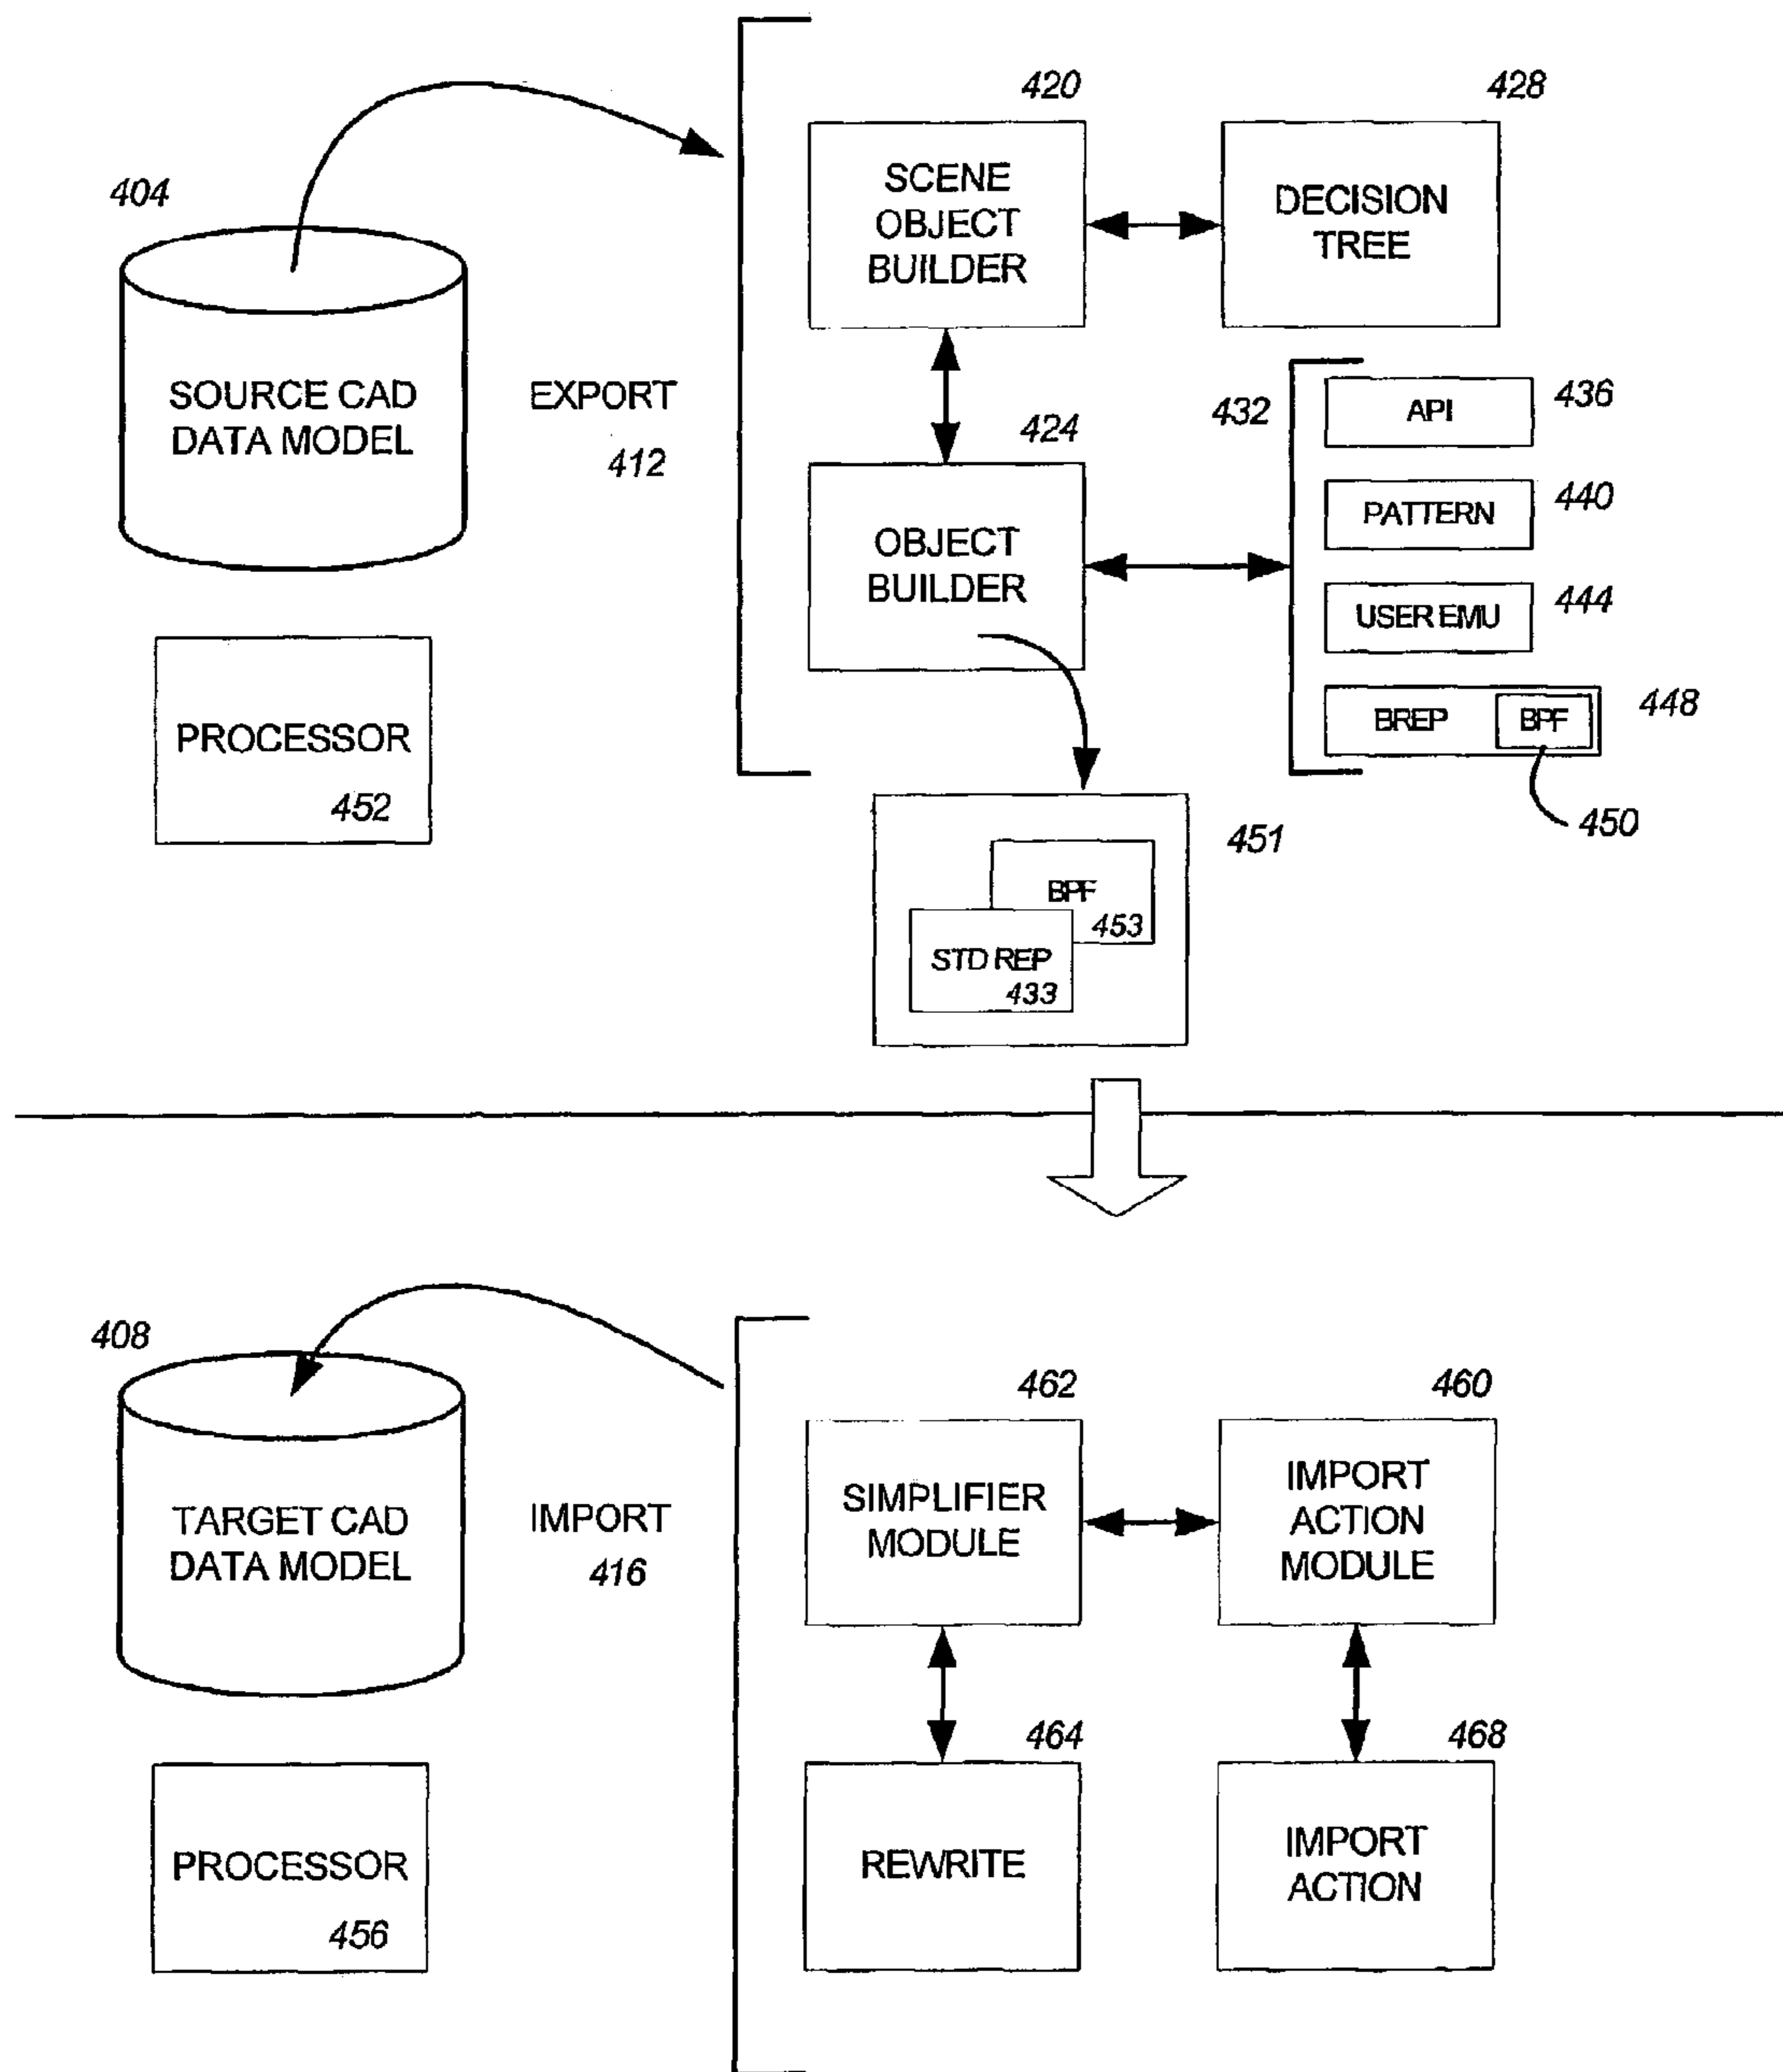 420
428
404
SCENE
OBJECT
BUILDER
DECISION
TREE
SOURCE CAD
DATA MODEL
EXPORT
412
424
432
API
436
PATTERN
440
OBJECT
BUILDER
USER EMU
444
BREP
BPF
448
450
PROCESSOR
452
451
BPF
453
STD REP
433
408
462
460
TARGET CAD
DATA MODEL
IMPORT
416
SIMPLIFIER
MODULE
IMPORT
ACTION
MODULE
464
468
PROCESSOR
456
REWRITE
IMPORT
ACTION